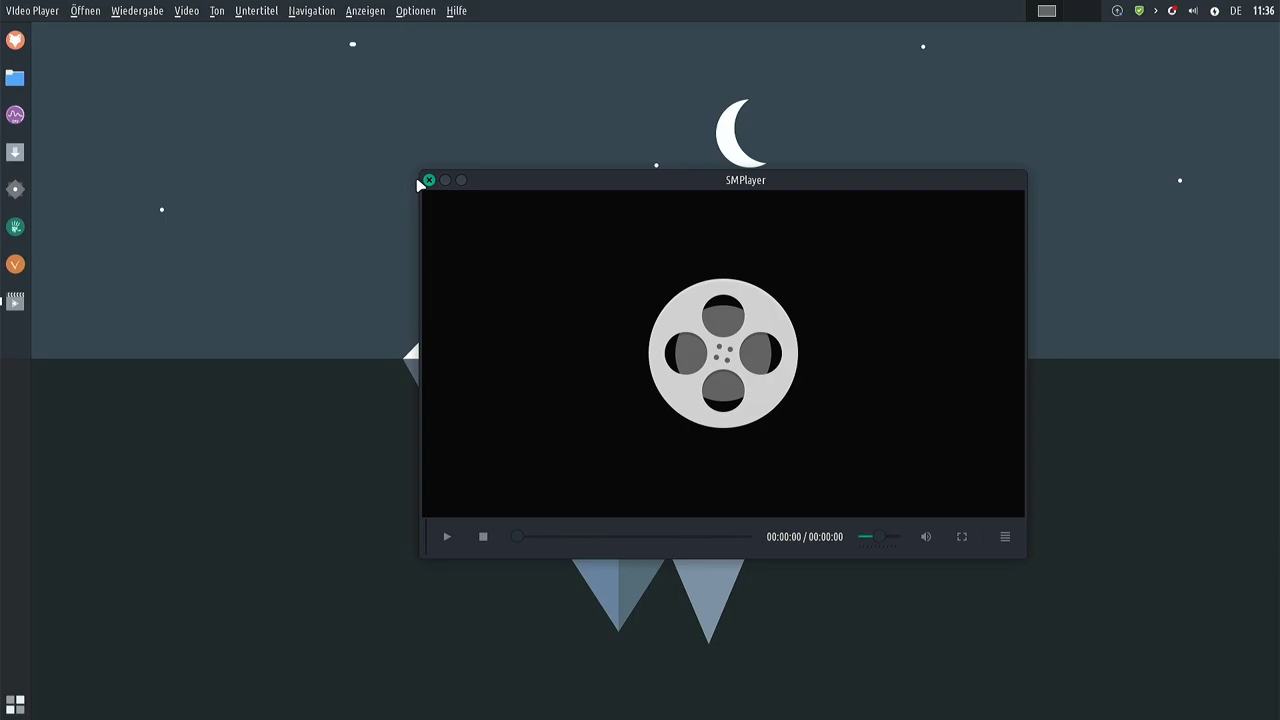 VIdeo Player Öffnen Wiedergabe Video Ton Untertitel Navigation Anzeigen Optionen Hilfe DE 11:36
SMPlayer
00:00:00 / 00:00:00